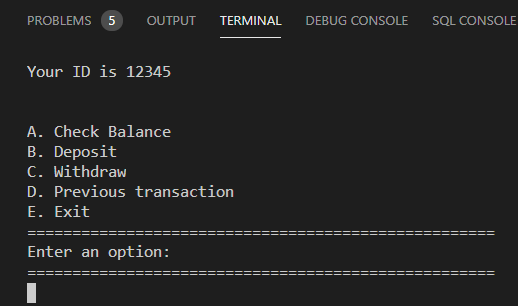 PROBLEMS 5 OUTPUT TERMINAL DEBUG CONSOLE SQL CONSOLE
Your ID is 12345
A. Check Balance
B. Deposit
C. Withdraw
D. Previous transaction
E. Exit
====================================================
Enter an option:
====================================================